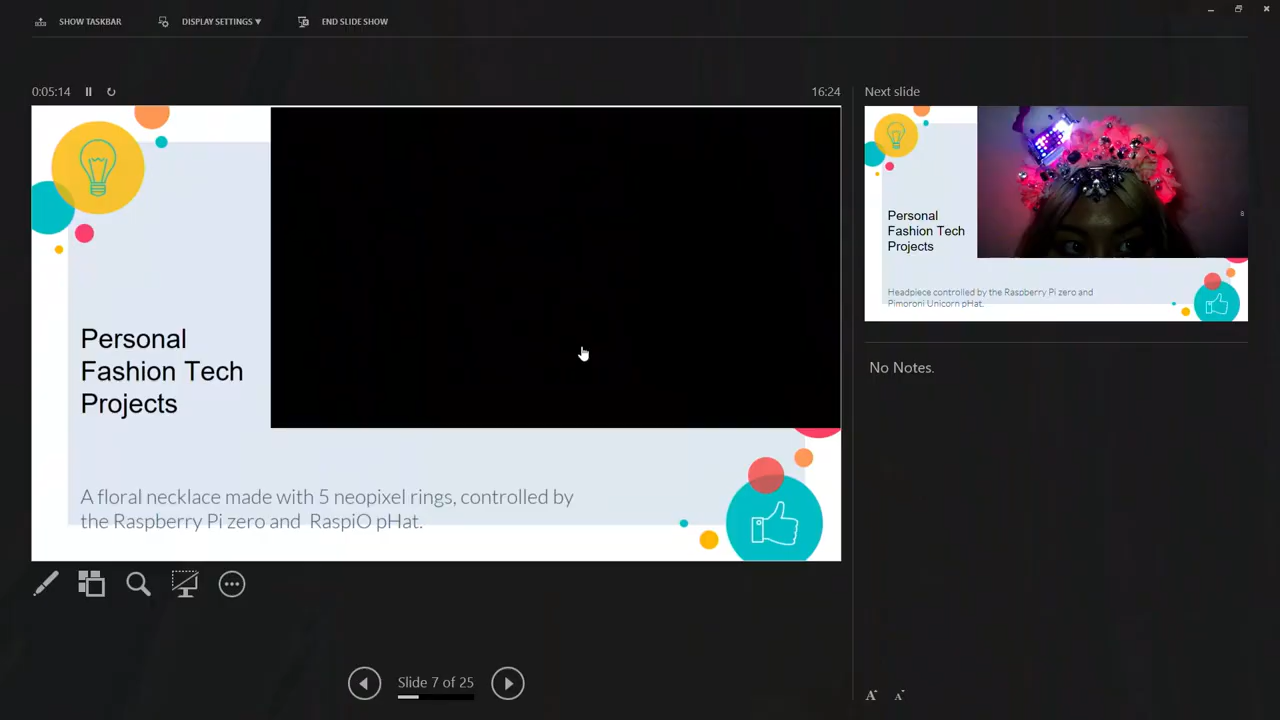 SHOW TASKBAR
DISPLAY SETTINGS ▼
END SLIDE SHOW
0:05:14
16:24
Next slide
Personal
Fashion Tech
Projects
A floral necklace made with 5 neopixel rings, controlled by
the Raspberry Pi zero and RaspiO pHat.
Personal
Fashion Tech
Projects
8
Headpiece controlled by the Raspberry Pi zero and
Pimoroni Unicorn pHat.
No Notes.
Slide 7 of 25
A
A